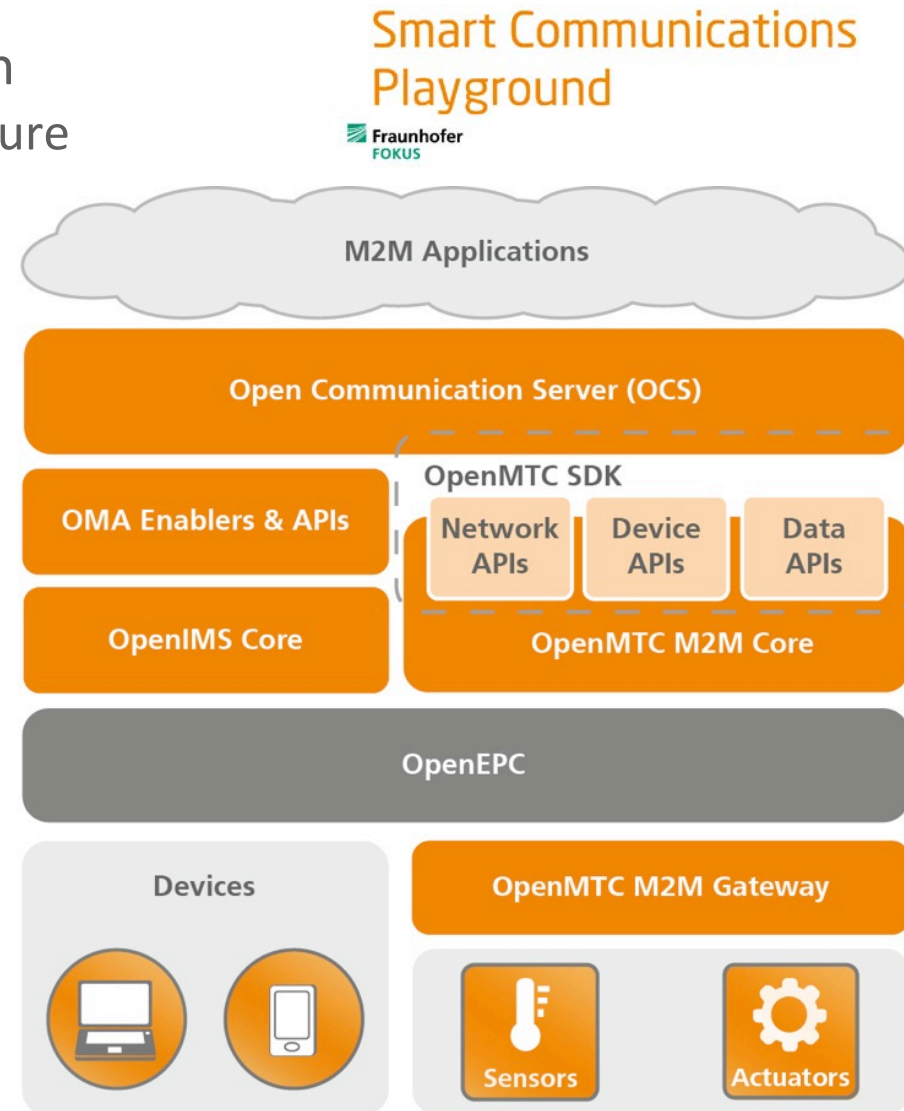 Smart Communications
Playground
Fraunhofer
FOKUS
M2M Applications
Open Communication Server (OCS)
OpenMTC SDK
OMA Enablers & APIs
Network
APIs
Device
APIs
Data
APIs
OpenIMS Core
OpenMTC M2M Core
OpenEPC
Devices
OpenMTC M2M Gateway
Sensors
Actuators